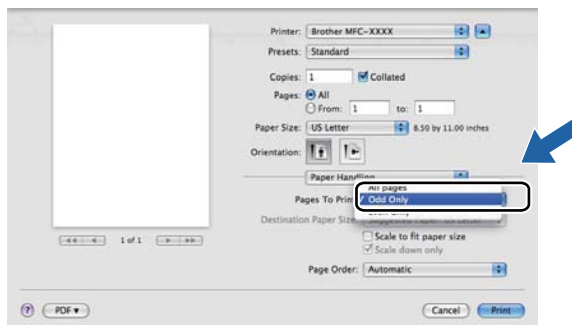 Printer: Brother MFC-XXXX
Presets: Standard
Copies: 1 Collated
Pages: All
From: 1 to: 1
Paper Size: US Letter 8.50 by 11.00 inches
Orientation:
Paper Handling
All pages
Pages To Print ✓ Odd Only
Destination Paper Size
1 of 1
Scale to fit paper size
Scale down only
Page Order: Automatic
? PDF Cancel Print